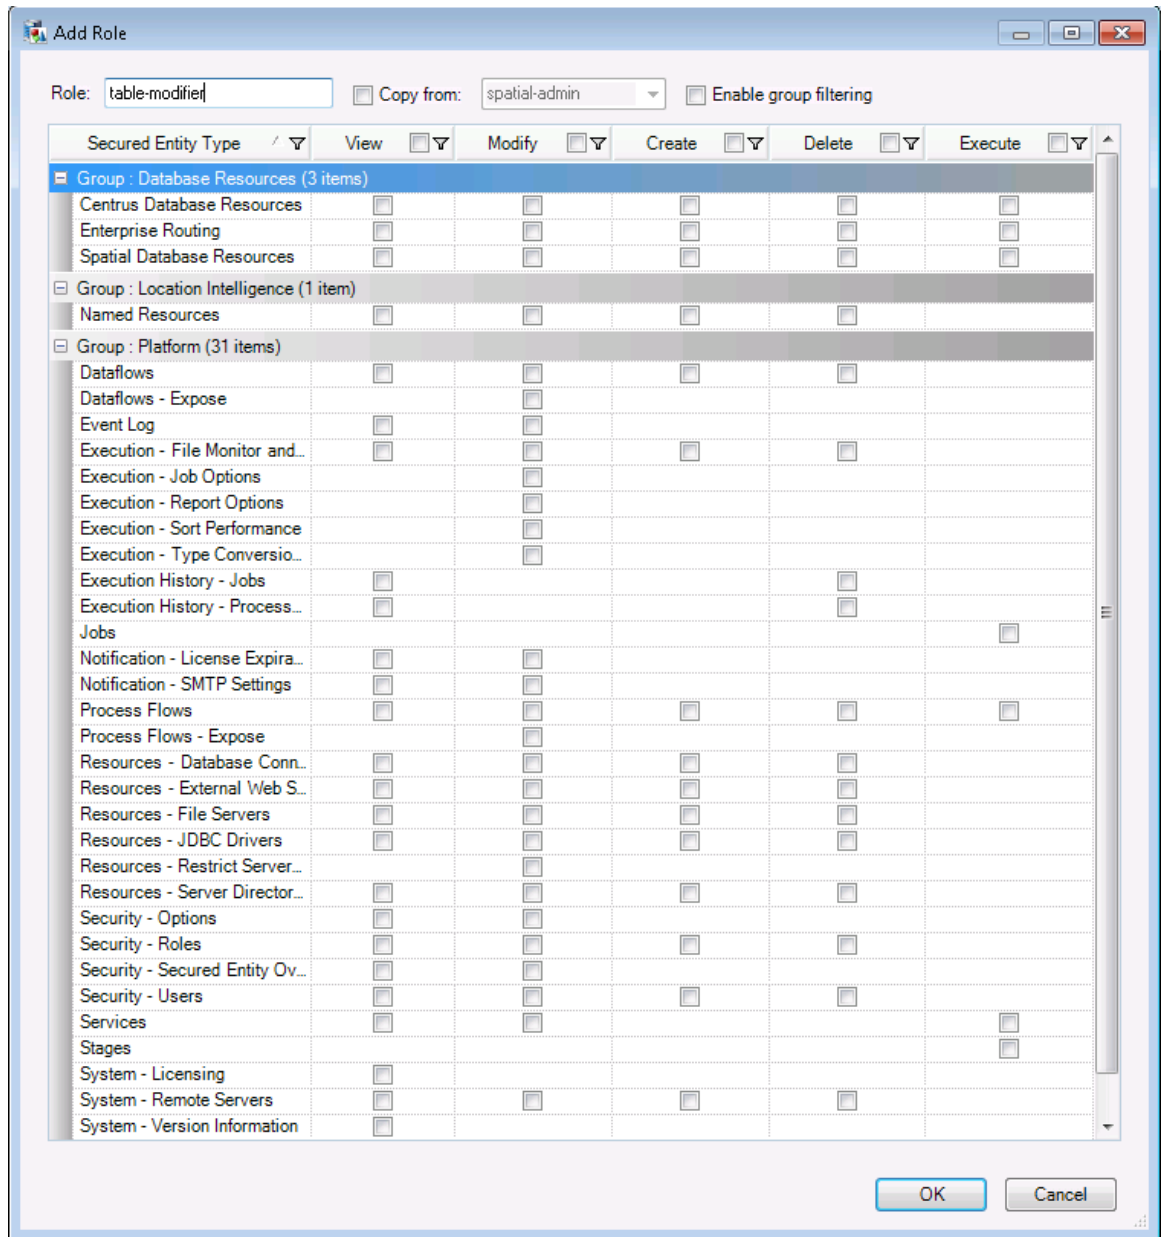 Add Role
Role: table-modifier Copy from: spatial-admin Enable group filtering
Secured Entity Type View Modify Create Delete Execute
Group : Database Resources (3 items)
Centrus Database Resources
Enterprise Routing
Spatial Database Resources
Group : Location Intelligence (1 item)
Named Resources
Group : Platform (31 items)
Dataflows
Dataflows - Expose
Event Log
Execution - File Monitor and...
Execution - Job Options
Execution - Report Options
Execution - Sort Performance
Execution - Type Conversio...
Execution History - Jobs
Execution History - Process...
Jobs
Notification - License Expira...
Notification - SMTP Settings
Process Flows
Process Flows - Expose
Resources - Database Conn...
Resources - External Web S...
Resources - File Servers
Resources - JDBC Drivers
Resources - Restrict Server...
Resources - Server Director...
Security - Options
Security - Roles
Security - Secured Entity Ov...
Security - Users
Services
Stages
System - Licensing
System - Remote Servers
System - Version Information
OK Cancel